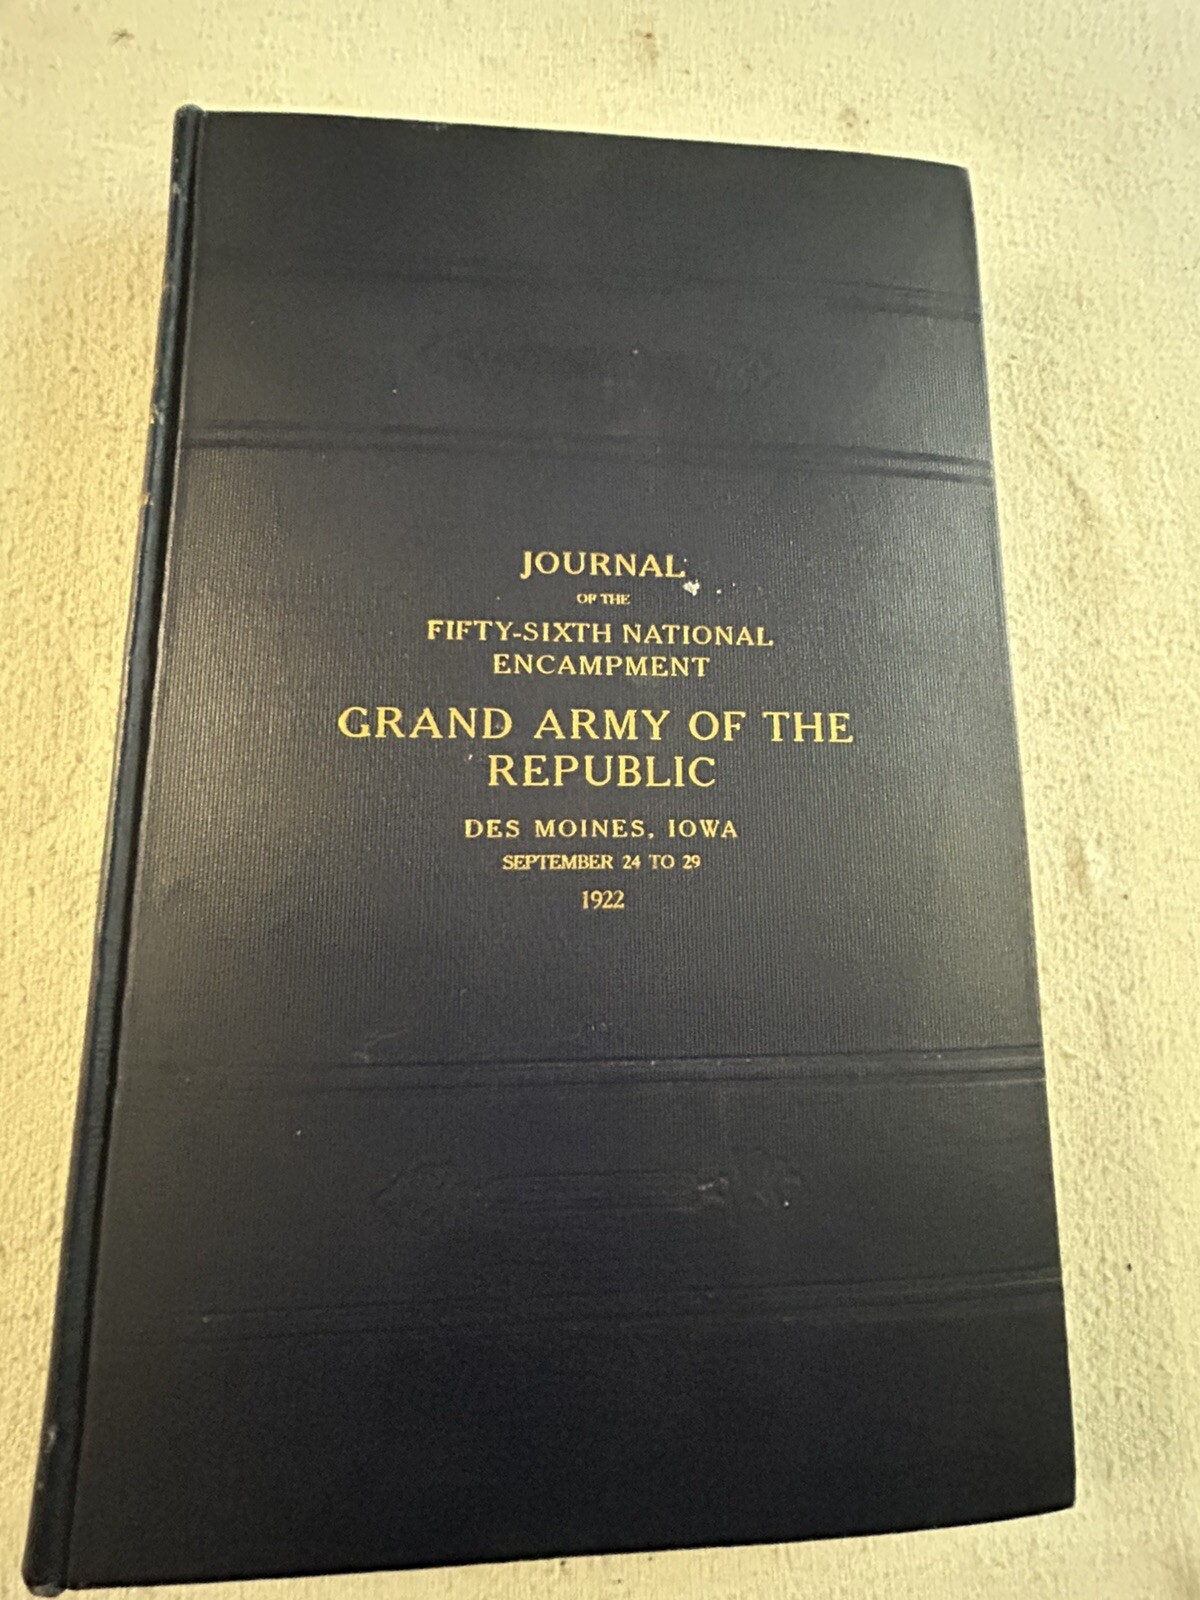 JOURNAL
OF THE
FIFTY-SIXTH NATIONAL
ENCAMPMENT
GRAND ARMY OF THE
REPUBLIC
DES MOINES, IOWA
SEPTEMBER 24 TO 29
1922